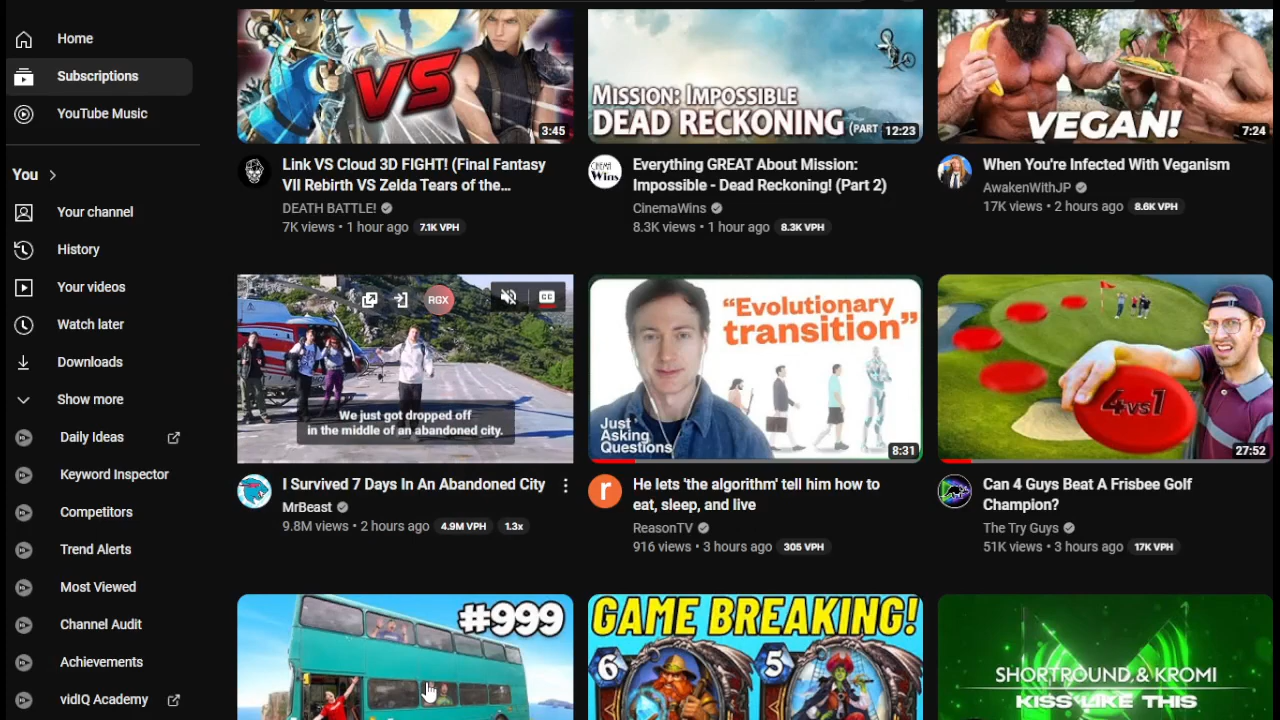 Home
Subscriptions
YouTube Music
You
Your channel
History
Your videos
Watch later
Downloads
Show more
Daily Ideas
Keyword Inspector
Competitors
Trend Alerts
Most Viewed
Channel Audit
Achievements
vidIQ Academy
VS
3:45
Link VS Cloud 3D FIGHT! (Final Fantasy
VII Rebirth VS Zelda Tears of the...
DEATH BATTLE!
7K views • 1 hour ago 7.1K VPH
MISSION: IMPOSSIBLE
DEAD RECKONING (PART
12:23
CINEMA
Wins
Everything GREAT About Mission:
Impossible - Dead Reckoning! (Part 2)
CinemaWins
8.3K views • 1 hour ago 8.3K VPH
VEGAN!
7:24
When You're Infected With Veganism
AwakenWithJP
17K views • 2 hours ago 8.6K VPH
RGX
CC
We just got dropped off
in the middle of an abandoned city.
I Survived 7 Days In An Abandoned City
MrBeast
9.8M views • 2 hours ago 4.9M VPH 1.3x
"Evolutionary
transition"
Just
Asking
Questions
8:31
r
He lets 'the algorithm' tell him how to
eat, sleep, and live
ReasonTV
916 views • 3 hours ago 305 VPH
4vs1
27:52
Can 4 Guys Beat A Frisbee Golf
Champion?
The Try Guys
51K views • 3 hours ago 17K VPH
#999
GAME BREAKING!
6
5
SHORTROUND & KROMI
KISS LIKE THIS